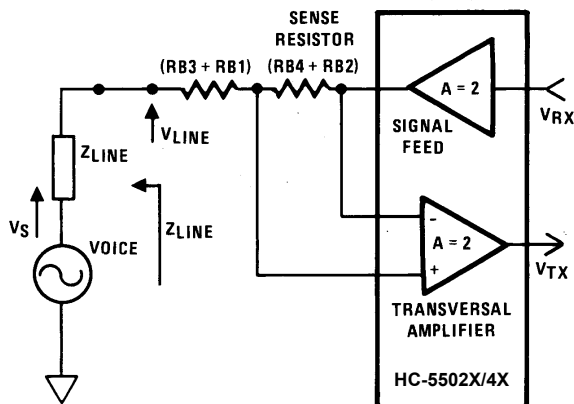 SENSE
RESISTOR
(RB3 + RB1)
(RB4 + RB2)
A = 2
SIGNAL
FEED
VRX
VLINE
ZLINE
VS
VOICE
ZLINE
-
A = 2
+
VTX
TRANSVERSAL
AMPLIFIER
HC-5502X/4X